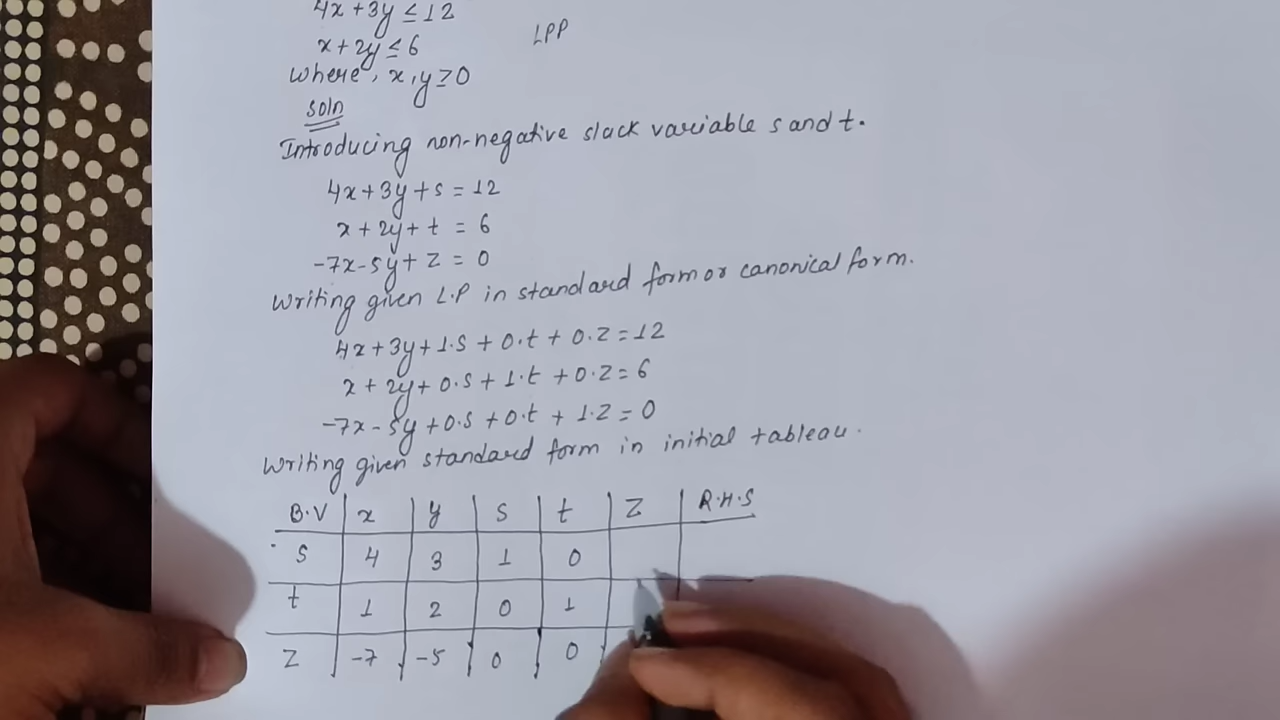 4x+3y≤12
x+2y≤6
LPP
where, x,y≥0
soln
Introducing non-negative slack variable s and t.
4x+3y+s=12
x+2y+t=6
-7x-5y+z=0
Writing given L.P in standard form or canonical form.
4x+3y+1.s+0.t+0.z=12
x+2y+0.s+1.t+0.z=6
-7x-5y+0.s+0.t+1.z=0
Writing given standard form in initial tableau.
B.V x y s t z R.H.S
s 4 3 1 0
t 1 2 0 1
z -7 -5 0 0